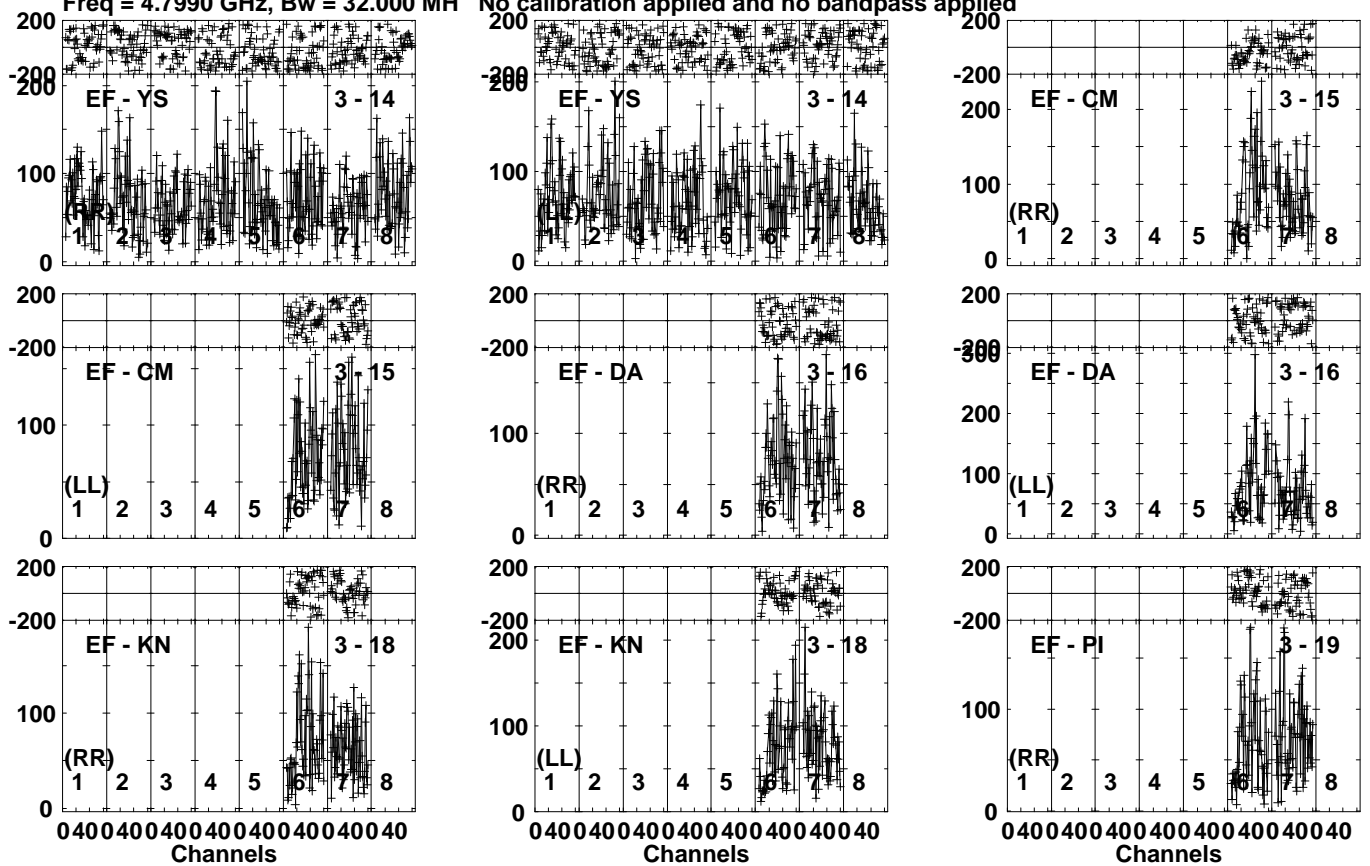 Freq = 4.7990 GHz, Bw = 32.000 MH No calibration applied and no bandpass applied
200
-200
200
EF - YS 3 - 14
100
(RR)
1 2 3 4 5 6 7 8
0
200
-200
200
EF - YS 3 - 14
100
(LL)
1 2 3 4 5 6 7 8
0
200
-200
EF - CM 3 - 15
200
100
(RR)
1 2 3 4 5 6 7 8
0
200
-200
EF - CM 3 - 15
100
(LL)
1 2 3 4 5 6 7 8
0
200
-200
EF - DA 3 - 16
100
(RR)
1 2 3 4 5 6 7 8
0
200
-200
300
EF - DA 3 - 16
200
100
(LL)
1 2 3 4 5 6 7 8
0
200
-200
EF - KN 3 - 18
100
(RR)
1 2 3 4 5 6 7 8
0
0 40 0 40 0 40 0 40 0 40 0 40 0 40 0 40
Channels
200
-200
200
EF - KN 3 - 18
100
(LL)
1 2 3 4 5 6 7 8
0
0 40 0 40 0 40 0 40 0 40 0 40 0 40 0 40
Channels
200
-200
EF - PI 3 - 19
100
(RR)
1 2 3 4 5 6 7 8
0
0 40 0 40 0 40 0 40 0 40 0 40 0 40 0 40
Channels